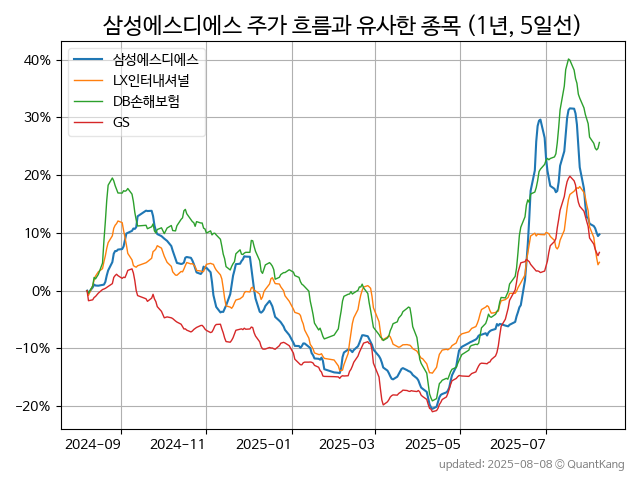 삼성에스디에스 주가 흐름과 유사한 종목 (1년, 5일선)
삼성에스디에스
LX인터내셔널
DB손해보험
GS
40%
30%
20%
10%
0%
−10%
−20%
2024-09
2024-11
2025-01
2025-03
2025-05
2025-07
updated: 2025-08-08 © QuantKang